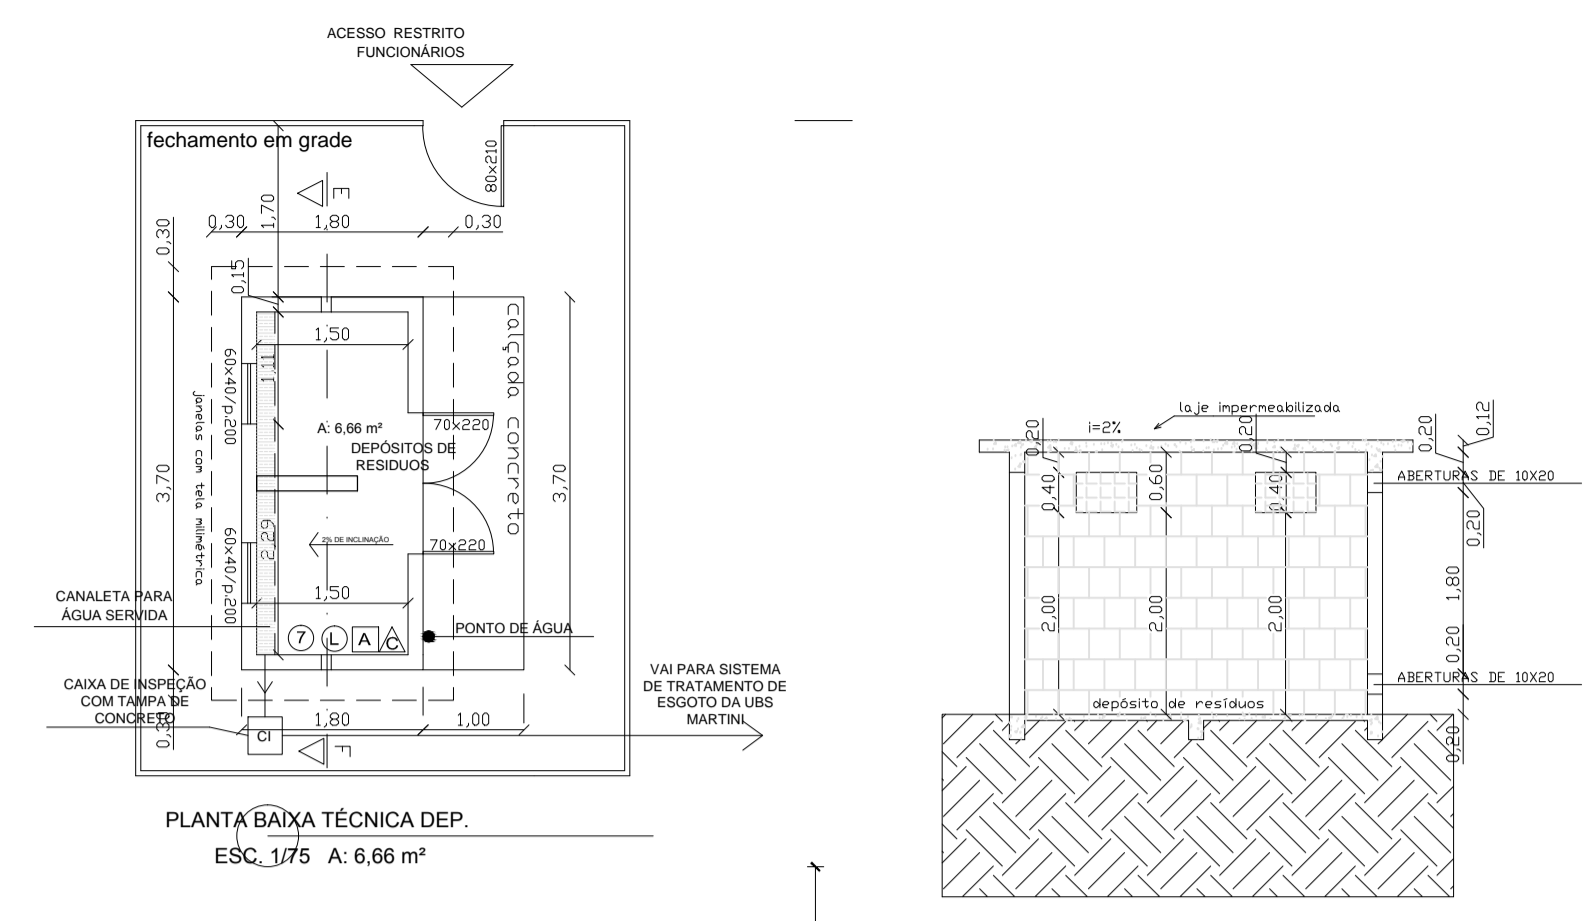 ACESSO RESTRITO
FUNCIONÁRIOS
fechamento em grade
80x210
E
1,70
0,30
1,80
0,30
0,30
0,15
1,50
1,11
60x40/p.200
janelas com tela milimétrica
calçada concreto
A: 6,66 m²
DEPÓSITOS DE
RESIDUOS
70x220
3,70
3,70
2% DE INCLINAÇÃO
2,29
70x220
60x40/p.200
1,50
CANALETA PARA
ÁGUA SERVIDA
7
L
A
C
PONTO DE ÁGUA
CAIXA DE INSPEÇÃO
COM TAMPA DE
CONCRETO
0,30
CI
1,80
1,00
VAI PARA SISTEMA
DE TRATAMENTO DE
ESGOTO DA UBS
MARTINI
PLANTA BAIXA TÉCNICA DEP.
ESC. 1/75 A: 6,66 m²
laje impermeabilizada
i=2%
0,20
0,20
0,20
0,12
0,40
0,60
0,40
ABERTURAS DE 10X20
0,20
1,80
2,00
2,00
2,00
0,20
ABERTURAS DE 10X20
depósito de resíduos
0,20